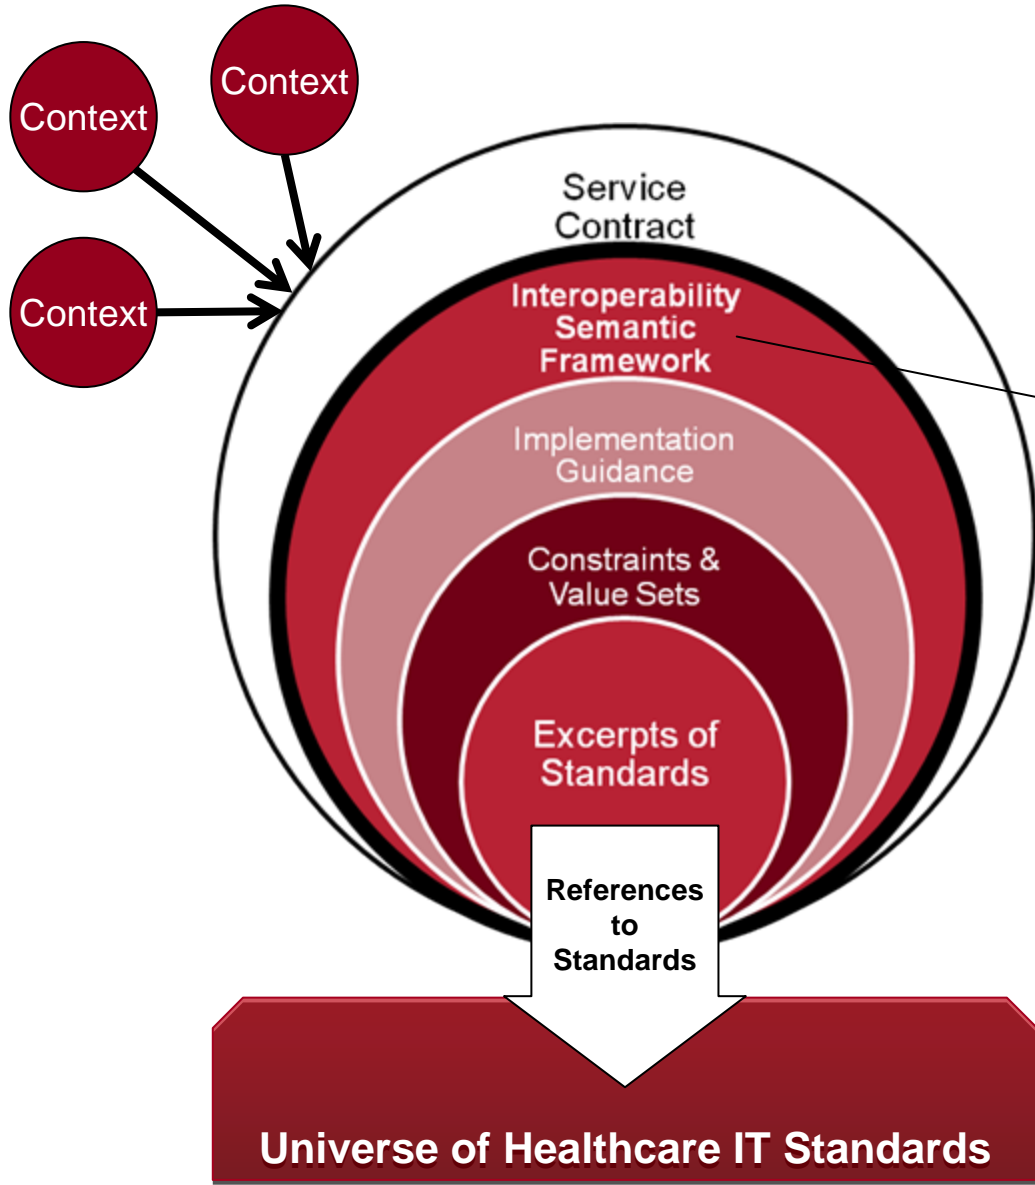 Context
Context
Context
Service
Contract
Interoperability
Semantic
Framework
Implementation
Guidance
Constraints &
Value Sets
Excerpts of
Standards
References
to
Standards
Universe of Healthcare IT Standards